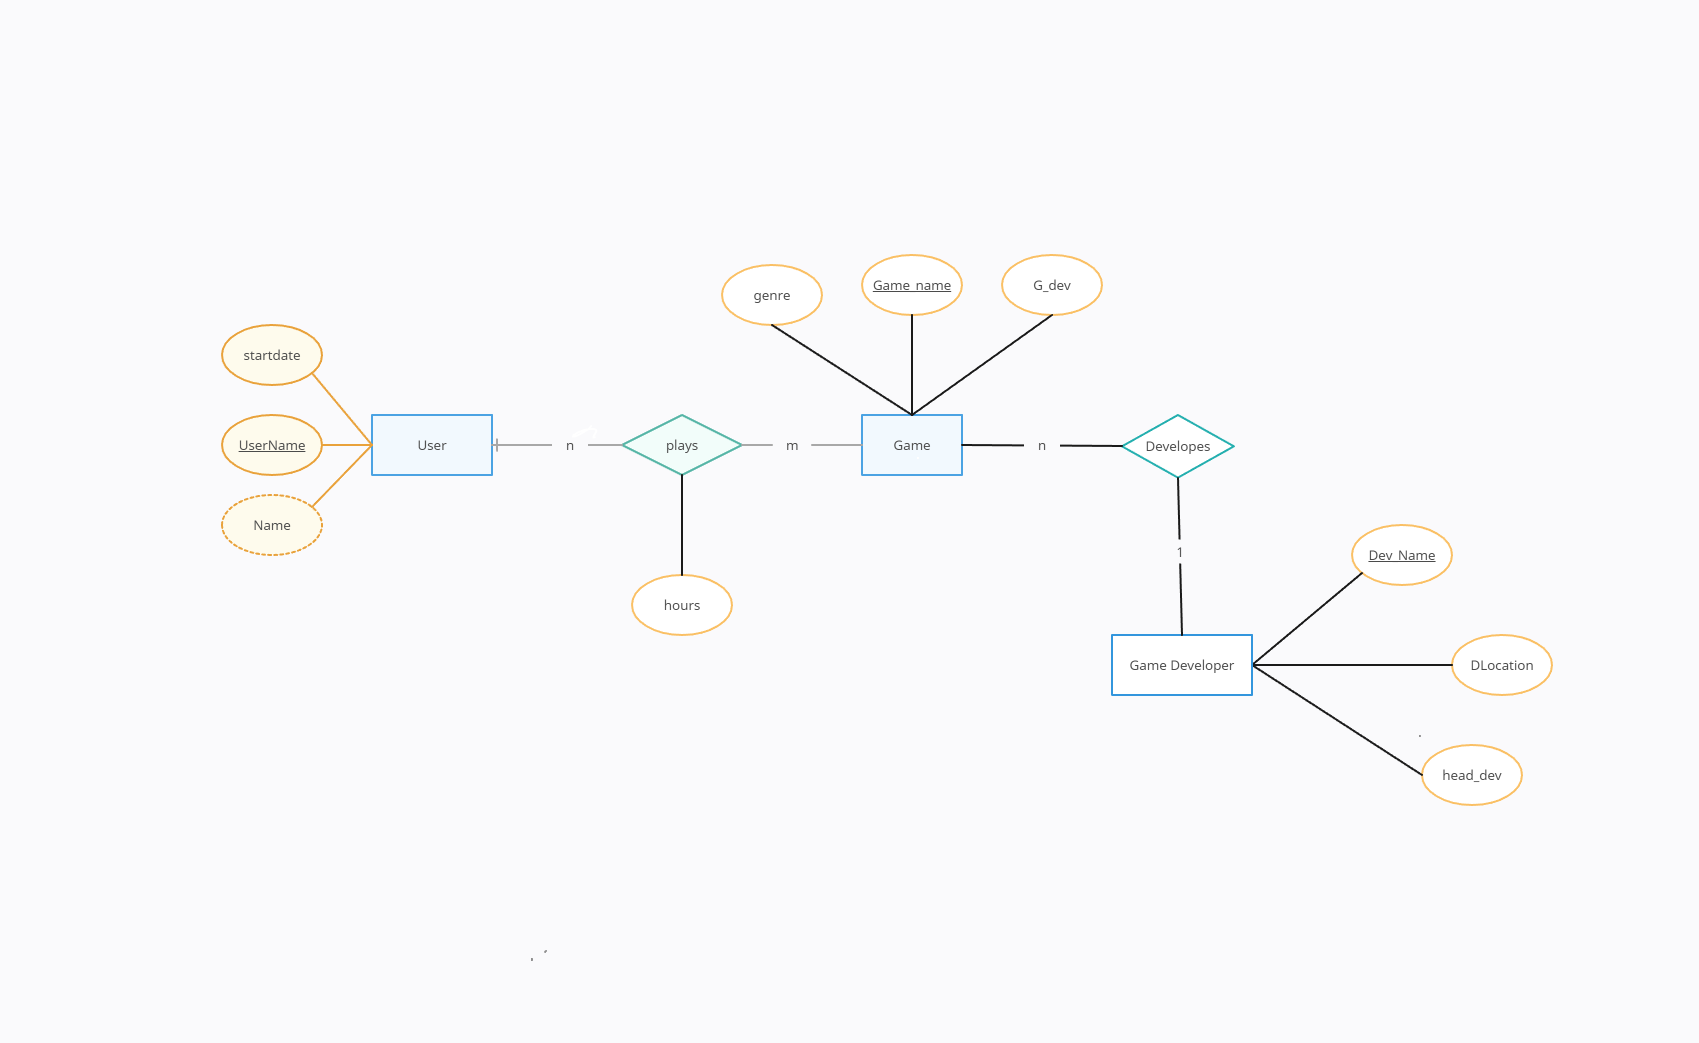 genre
Game_name
G_dev
startdate
UserName
Name
User
n
plays
m
Game
n
Developes
hours
1
Game Developer
Dev_Name
DLocation
head_dev